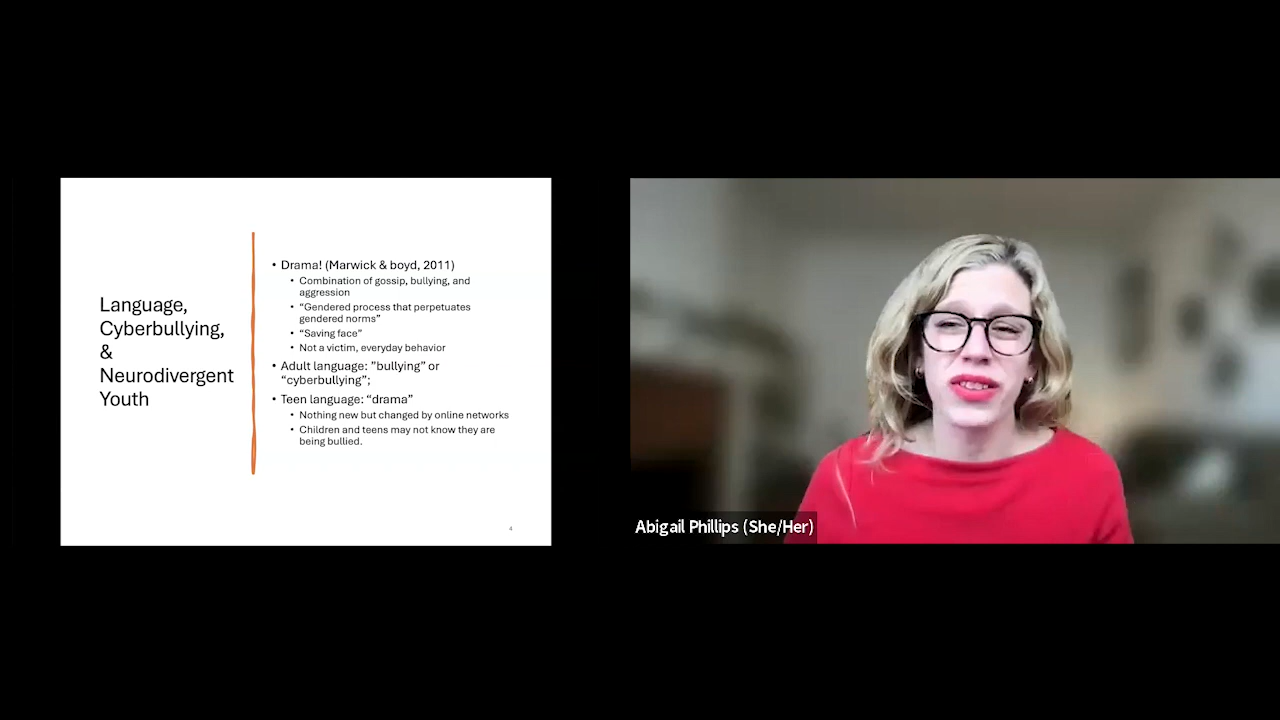 Language,
Cyberbullying,
&
Neurodivergent
Youth
• Drama! (Marwick & boyd, 2011)
• Combination of gossip, bullying, and
aggression
• “Gendered process that perpetuates
gendered norms”
• “Saving face”
• Not a victim, everyday behavior
• Adult language: ”bullying” or
“cyberbullying”;
• Teen language: “drama”
• Nothing new but changed by online networks
• Children and teens may not know they are
being bullied.
4
Abigail Phillips (She/Her)